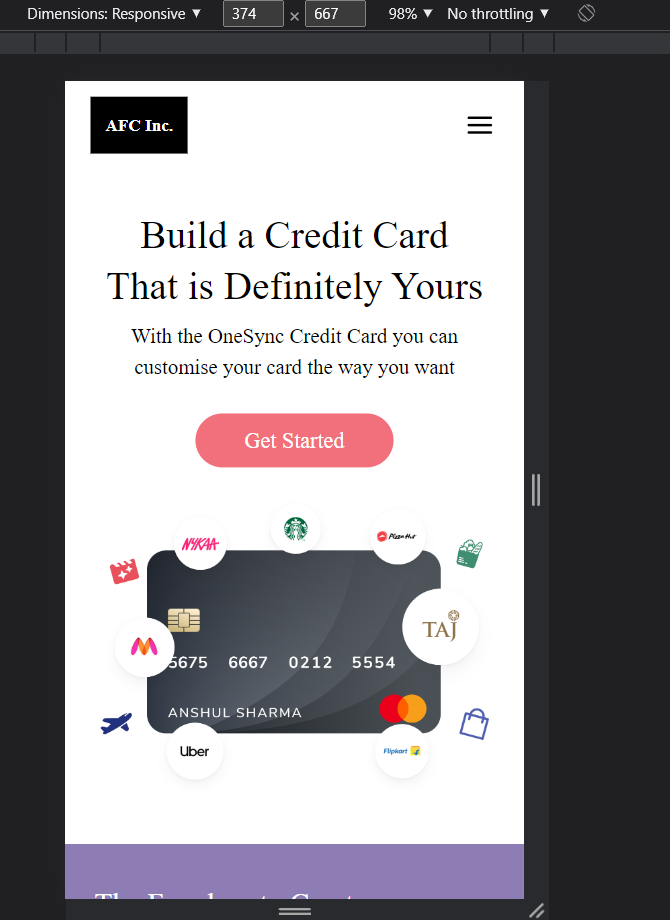 Dimensions: Responsive ▼ 374 × 667 98% ▼ No throttling ▼
AFC Inc.
Build a Credit Card
That is Definitely Yours
With the OneSync Credit Card you can
customise your card the way you want
Get Started
NYKAA
Pizza Hut
TAJ
5675 6667 0212 5554
ANSHUL SHARMA
Uber
Flipkart